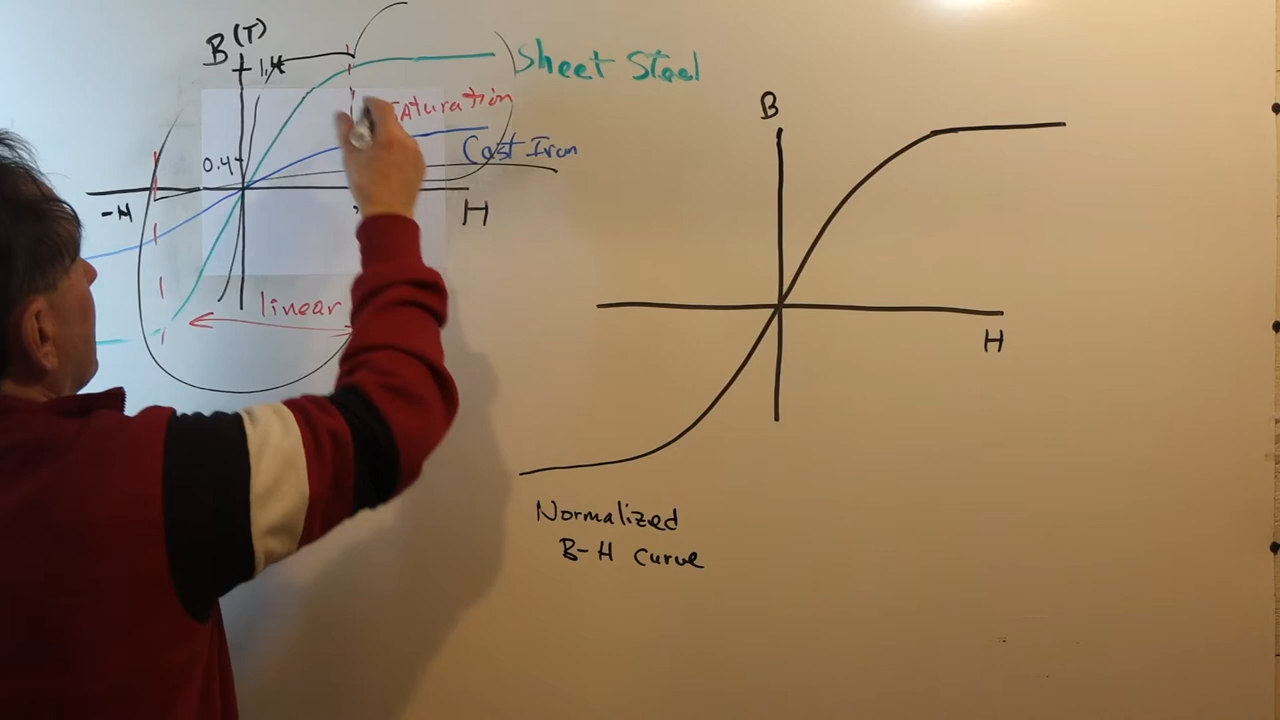 B (T)
1.4
Sheet Steel
Saturation
Cast Iron
0.4
-H
H
linear
B
H
Normalized
B-H Curve